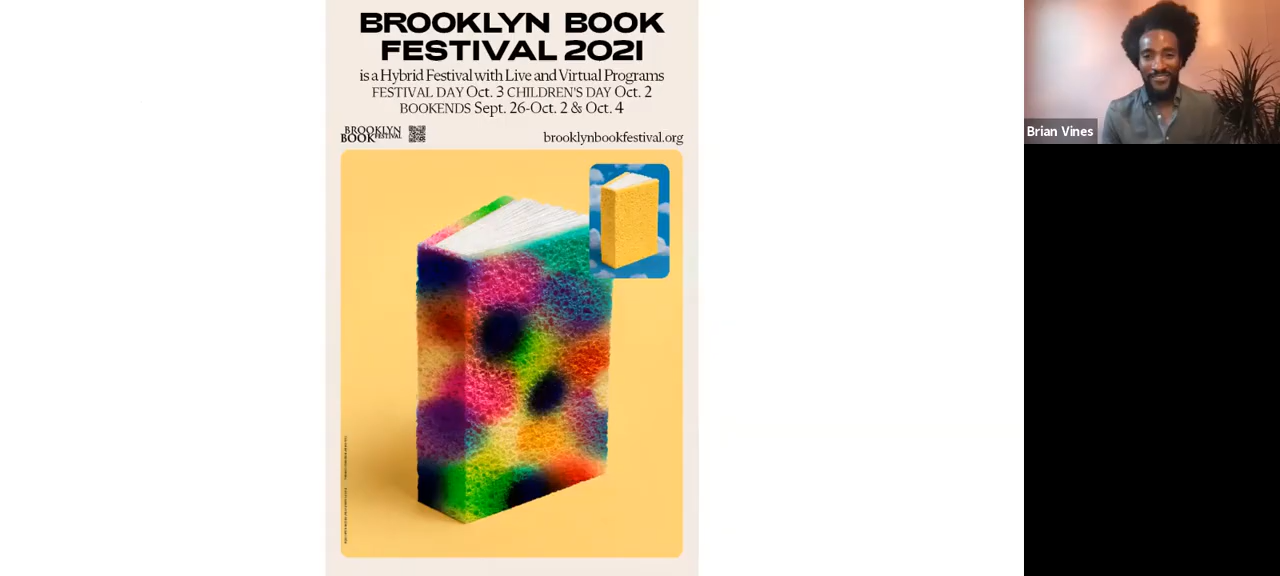 BROOKLYN BOOK
FESTIVAL 2021
is a Hybrid Festival with Live and Virtual Programs
FESTIVAL DAY Oct. 3 CHILDREN'S DAY Oct. 2
BOOKENDS Sept. 26-Oct. 2 & Oct. 4
BROOKLYN
BOOK FESTIVAL
brooklynbookfestival.org
Brian Vines